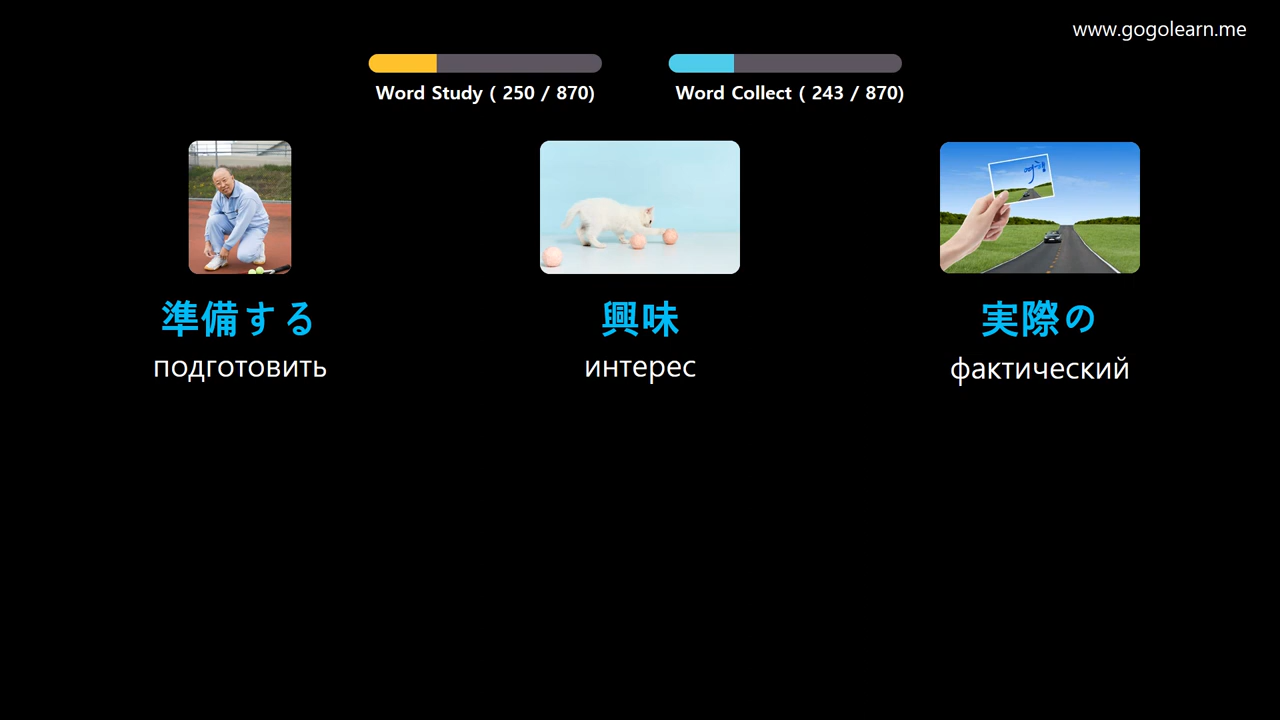 www.gogolearn.me
Word Study ( 250 / 870)
Word Collect ( 243 / 870)
準備する
подготовить
興味
интерес
実際の
фактический